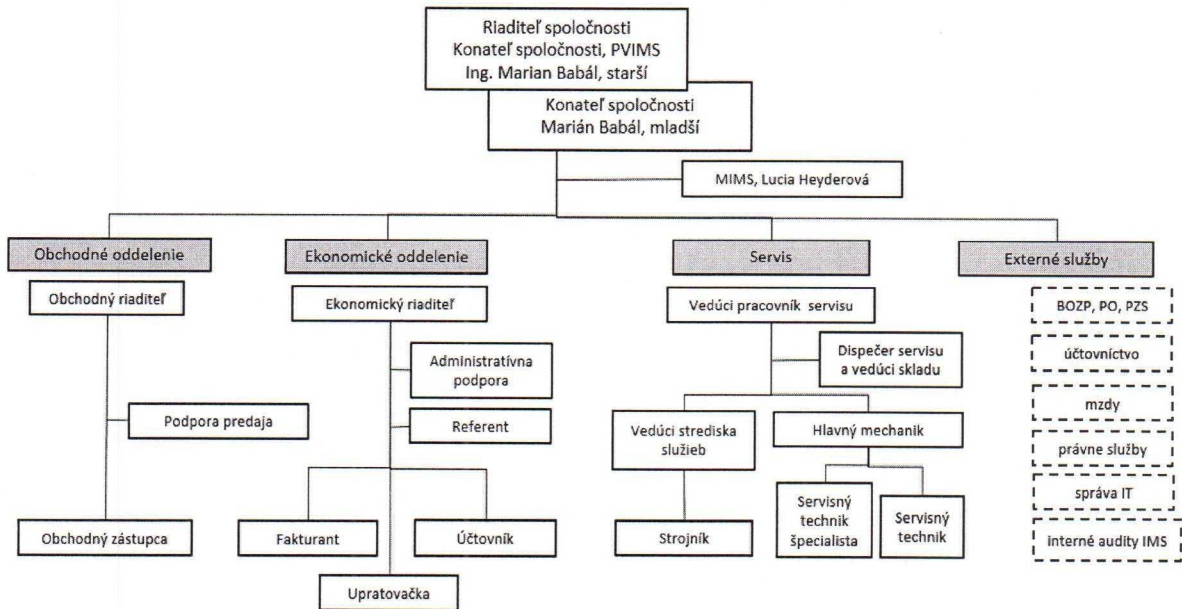 Riaditeľ spoločnosti
Konateľ spoločnosti, PVIMS
Ing. Marian Babál, starší
Konateľ spoločnosti
Marián Babál, mladší
MIMS, Lucia Heyderová
Obchodné oddelenie
Ekonomické oddelenie
Servis
Externé služby
Obchodný riaditeľ
Ekonomický riaditeľ
Vedúci pracovník servisu
BOZP, PO, PZS
Administratívna
podpora
Dispečer servisu
a vedúci skladu
účtovníctvo
mzdy
Podpora predaja
Referent
Vedúci strediska
služieb
Hlavný mechanik
právne služby
správa IT
Obchodný zástupca
Fakturant
Účtovník
Strojník
Servisný
technik
špecialista
Servisný
technik
interné audity IMS
Upratovačka